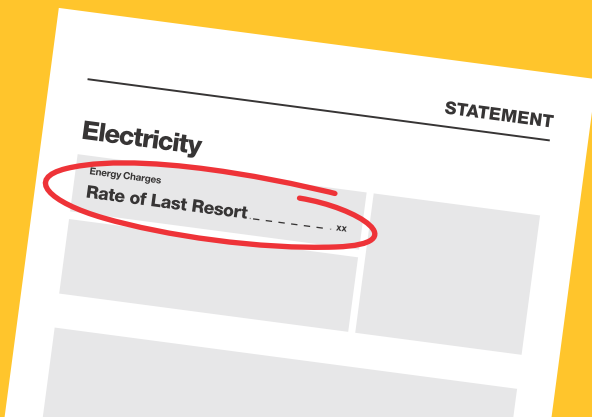 STATEMENT
Electricity
Energy Charges
Rate of Last Resort _ _ _ _ _ _ _ xx